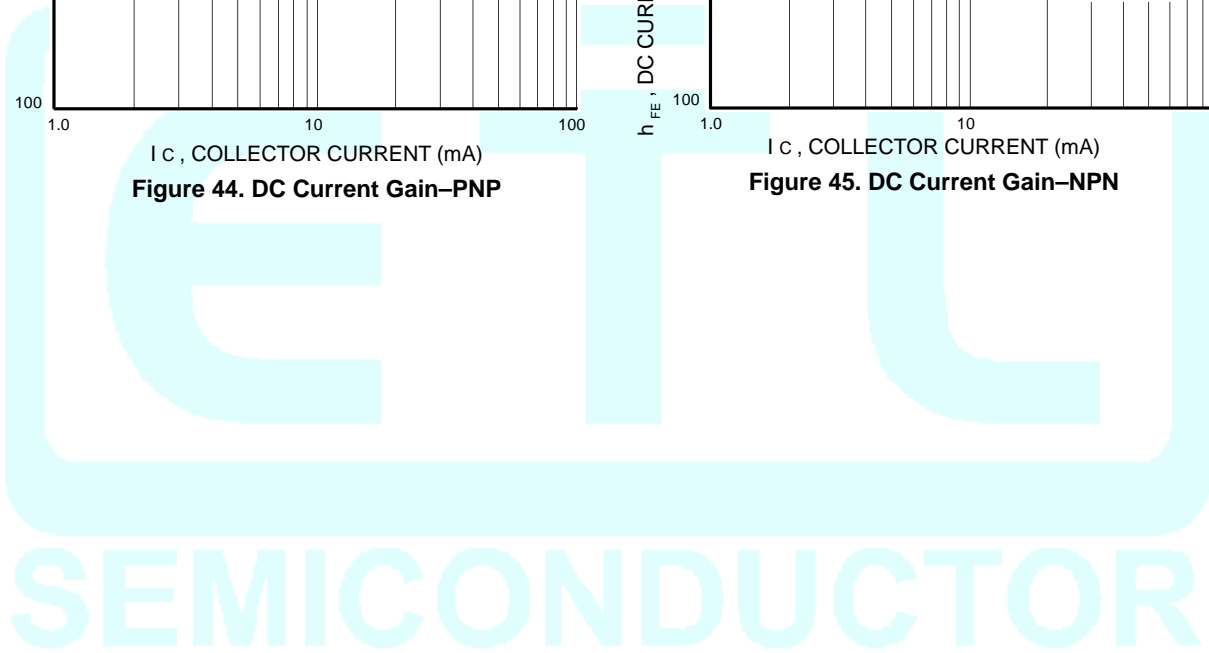 100
1.0 10 100
I C , COLLECTOR CURRENT (mA)
Figure 44. DC Current Gain–PNP
h FE , DC
100
1.0 10
I C , COLLECTOR CURRENT (mA)
Figure 45. DC Current Gain–NPN
ETL
SEMICONDUCTOR